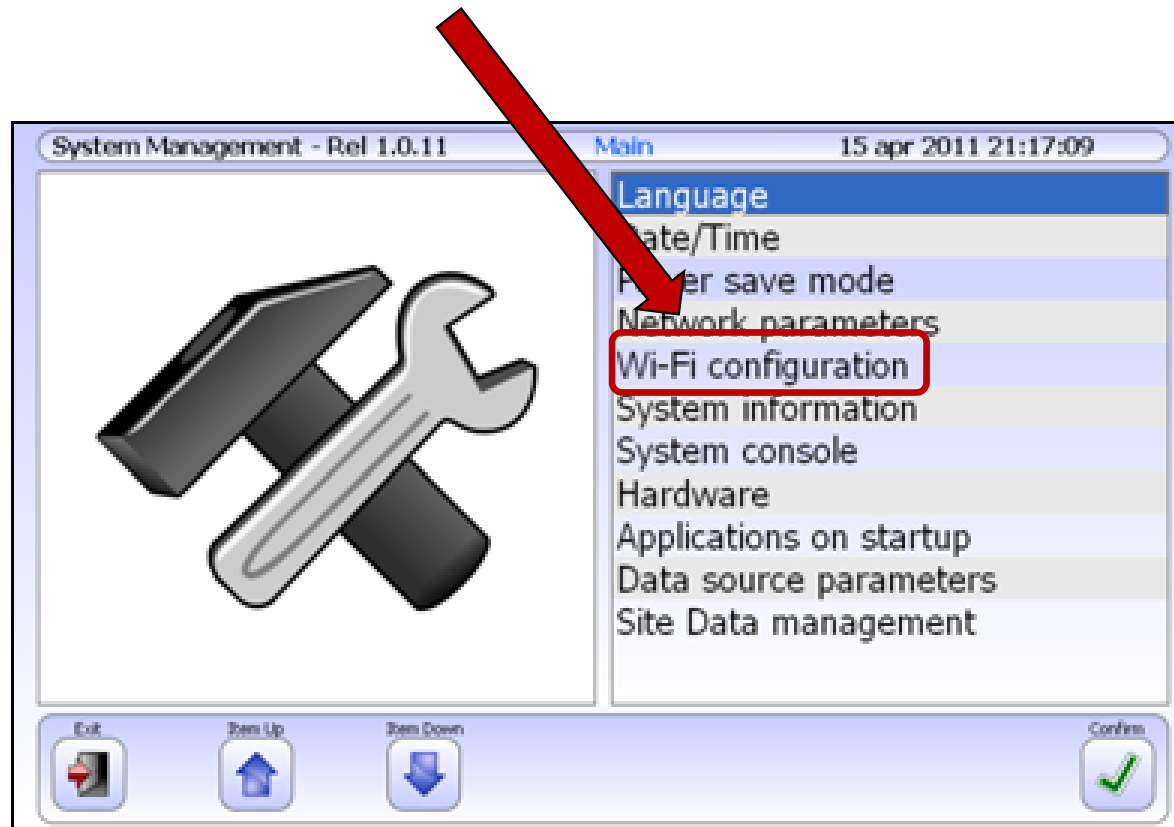 System Management - Rel 1.0.11 Main 15 apr 2011 21:17:09
Language
Date/Time
save mode
Network parameters
Wi-Fi configuration
System information
System console
Hardware
Applications on startup
Data source parameters
Site Data management
Exit Item Up Item Down Confirm